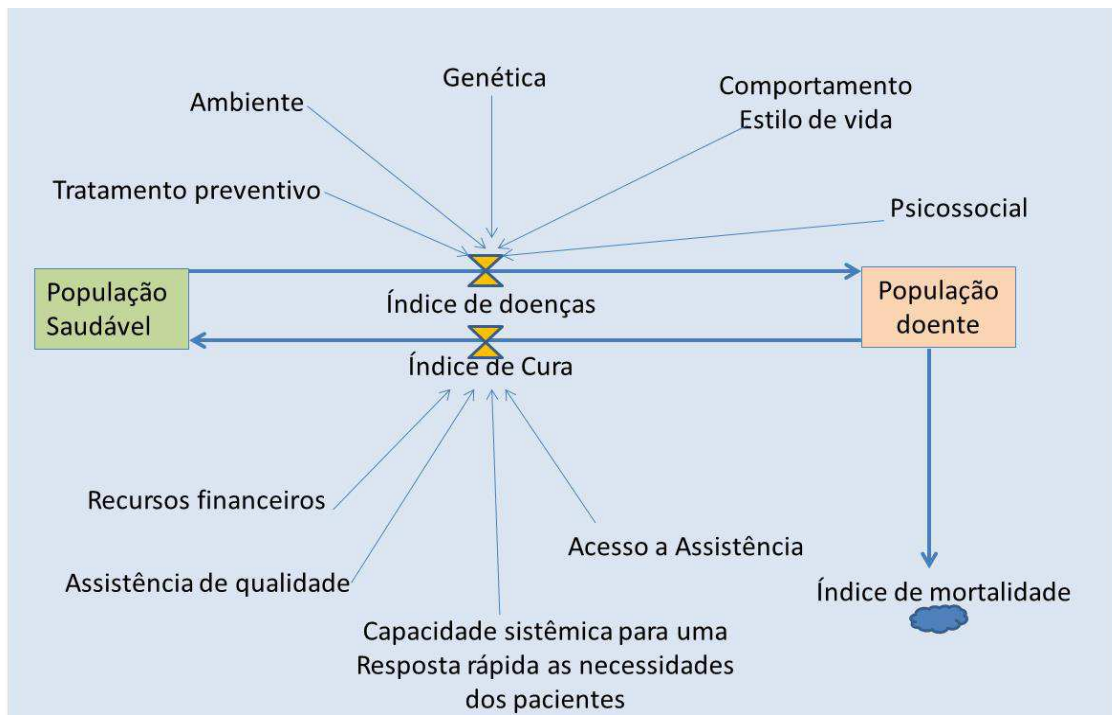 Genética
Comportamento
Estilo de vida
Ambiente
Tratamento preventivo
Psicossocial
População
Saudável
População
doente
Índice de doenças
Índice de Cura
Recursos financeiros
Acesso a Assistência
Assistência de qualidade
Índice de mortalidade
Capacidade sistêmica para uma
Resposta rápida as necessidades
dos pacientes